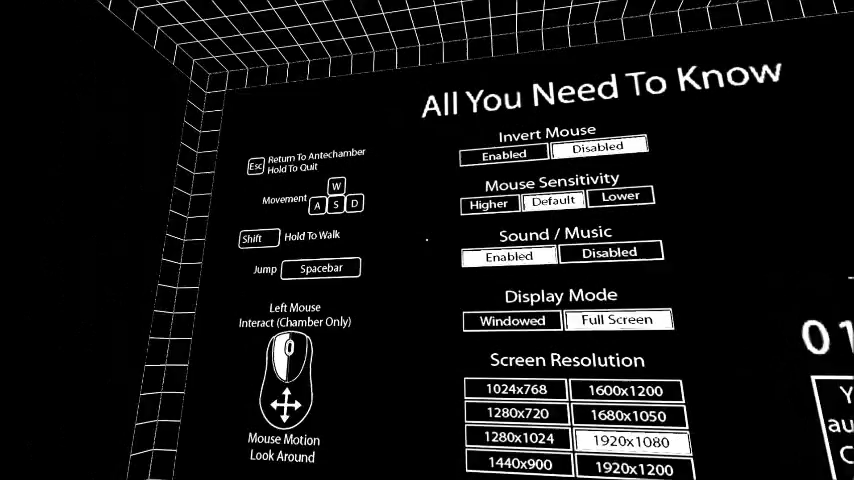 All You Need To Know
Esc Return To Antechamber
Hold To Quit
Movement W
A S D
Shift Hold To Walk
Jump Spacebar
Left Mouse
Interact (Chamber Only)
Mouse Motion
Look Around
Invert Mouse
Enabled Disabled
Mouse Sensitivity
Higher Default Lower
Sound / Music
Enabled Disabled
Display Mode
Windowed Full Screen
Screen Resolution
1024x768 1600x1200
1280x720 1680x1050
1280x1024 1920x1080
1440x900 1920x1200
01